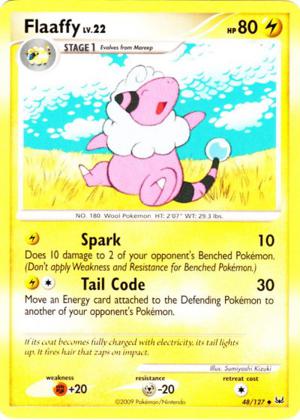 Flaaffy LV.22 HP 80
STAGE 1 Evolves from Mareep
NO. 180 Wool Pokémon HT: 2'07" WT: 29.3 lbs.
Spark 10
Does 10 damage to 2 of your opponent's Benched Pokémon.
(Don't apply Weakness and Resistance for Benched Pokémon.)
Tail Code 30
Move an Energy card attached to the Defending Pokémon to
another of your opponent's Pokémon.
If its coat becomes fully charged with electricity, its tail lights
up. It fires hair that zaps on impact.
weakness resistance retreat cost
+20 -20
Illus. Sumiyoshi Kizuki
©2009 Pokémon/Nintendo 48/127